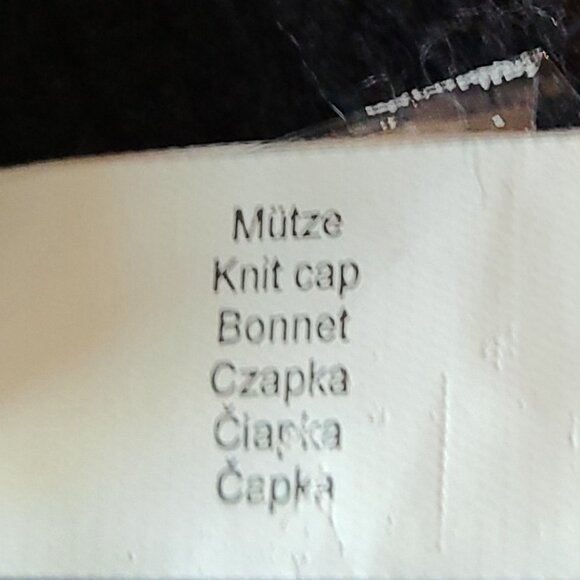 Mütze
Knit cap
Bonnet
Czapka
Čiapka
Čapka